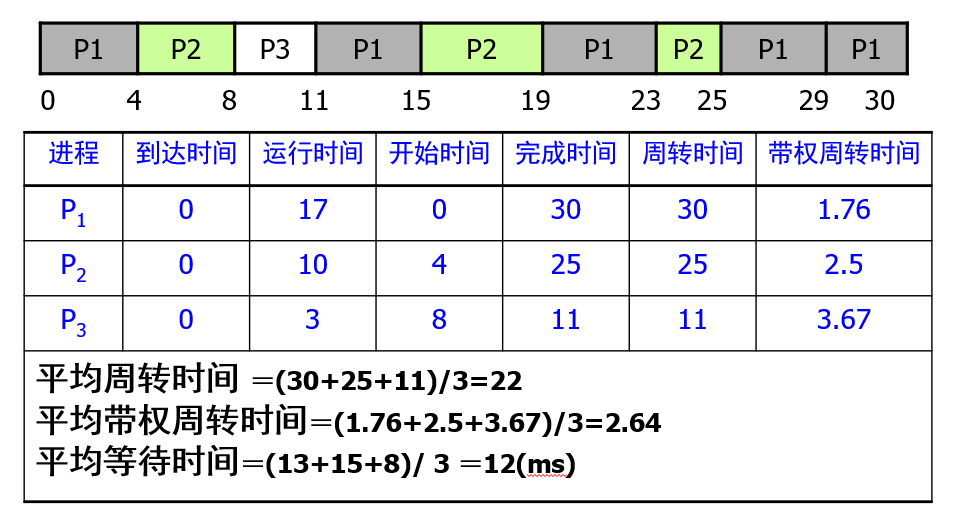 P1 P2 P3 P1 P2 P1 P2 P1 P1
0 4 8 11 15 19 23 25 29 30
进程 到达时间 运行时间 开始时间 完成时间 周转时间 带权周转时间
P1 0 17 0 30 30 1.76
P2 0 10 4 25 25 2.5
P3 0 3 8 11 11 3.67
平均周转时间 =(30+25+11)/3=22
平均带权周转时间=(1.76+2.5+3.67)/3=2.64
平均等待时间=(13+15+8)/ 3 =12(ms)